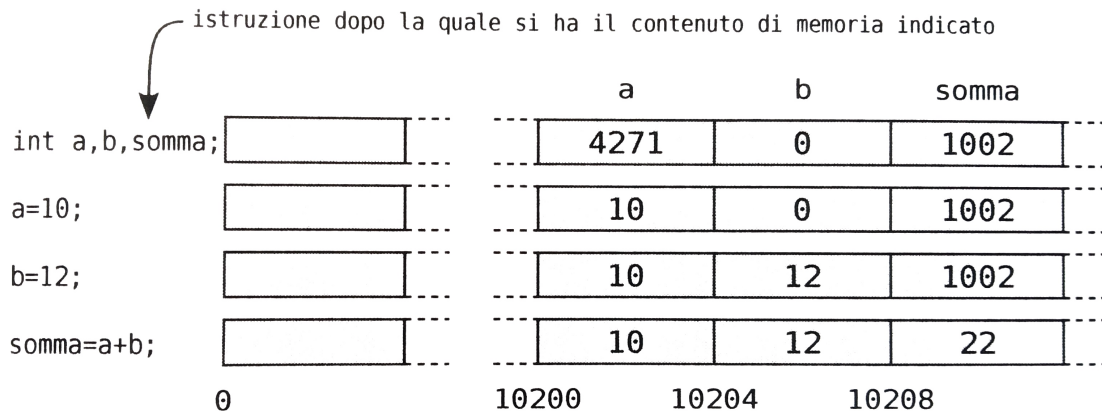 istruzione dopo la quale si ha il contenuto di memoria indicato
a b somma
int a,b,somma; 4271 0 1002
a=10; 10 0 1002
b=12; 10 12 1002
somma=a+b; 10 12 22
0 10200 10204 10208